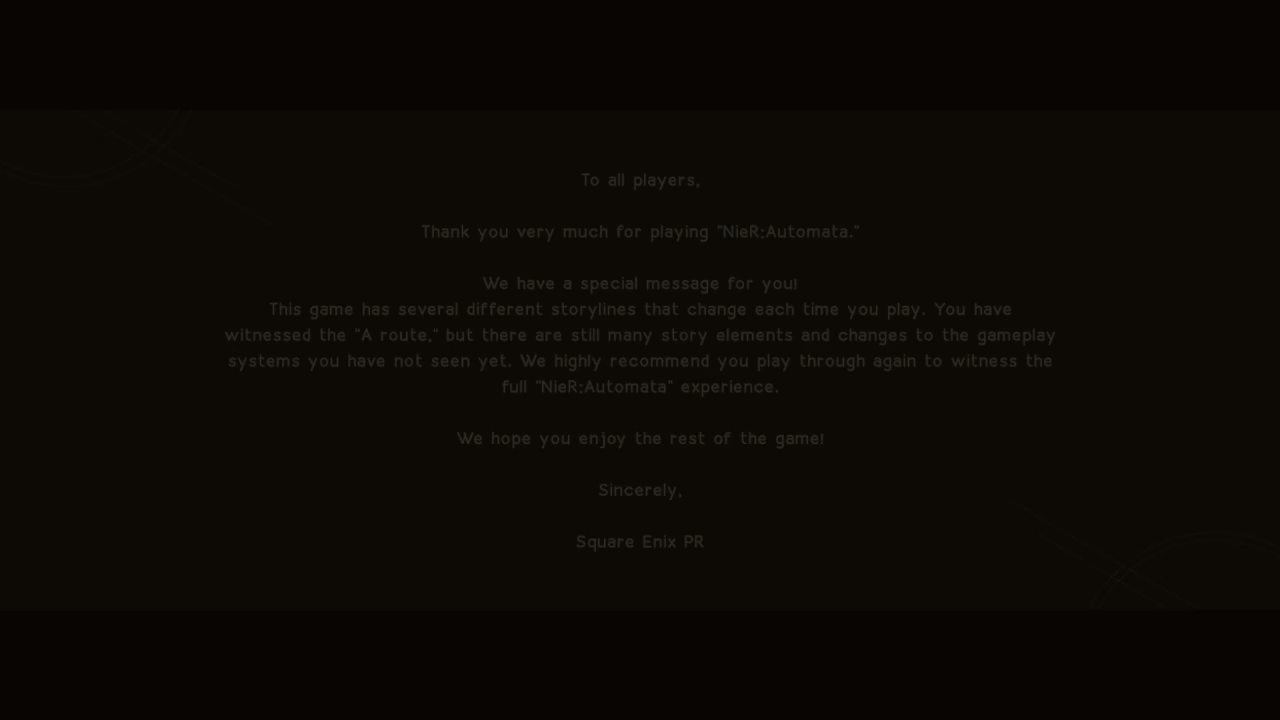 To all players,
Thank you very much for playing "NieR:Automata."
We have a special message for you!
This game has several different storylines that change each time you play. You have
witnessed the "A route," but there are still many story elements and changes to the gameplay
systems you have not seen yet. We highly recommend you play through again to witness the
full "NieR:Automata" experience.
We hope you enjoy the rest of the game!
Sincerely,
Square Enix PR